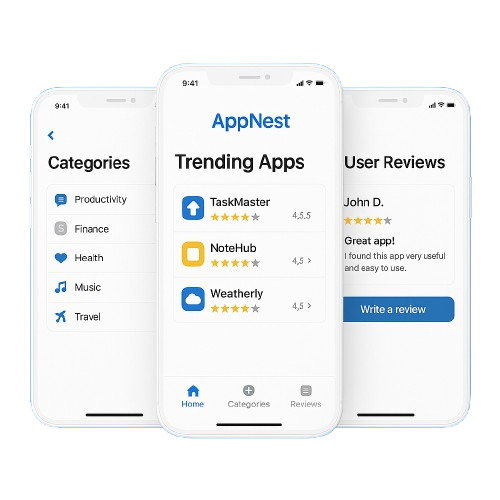 9:41
Categories
Productivity
S Finance
Health
Music
Travel
9:41
AppNest
Trending Apps
TaskMaster
4,5,5
NoteHub
4,5 >
Weatherly
4,5 >
Home
Categories
Reviews
User Reviews
John D.
Great app!
I found this app very useful
and easy to use.
Write a review